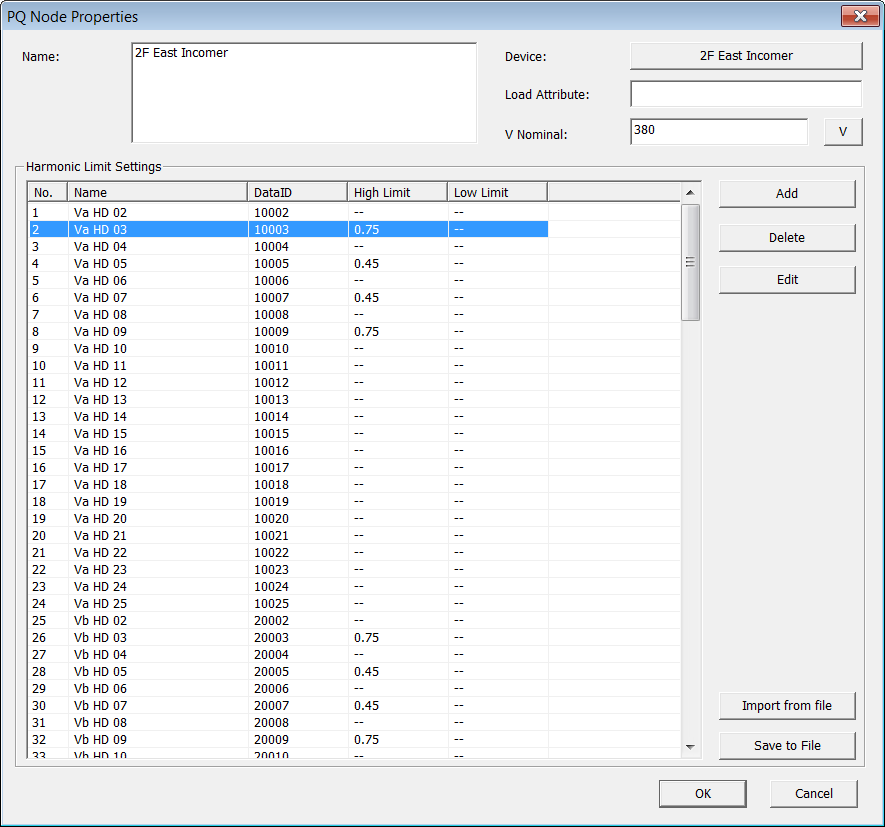 PQ Node Properties
Name: 2F East Incomer
Device: 2F East Incomer
Load Attribute:
V Nominal: 380 V
Harmonic Limit Settings
No. Name DataID High Limit Low Limit
1 Va HD 02 10002 -- --
2 Va HD 03 10003 0.75 --
3 Va HD 04 10004 -- --
4 Va HD 05 10005 0.45 --
5 Va HD 06 10006 -- --
6 Va HD 07 10007 0.45 --
7 Va HD 08 10008 -- --
8 Va HD 09 10009 0.75 --
9 Va HD 10 10010 -- --
10 Va HD 11 10011 -- --
11 Va HD 12 10012 -- --
12 Va HD 13 10013 -- --
13 Va HD 14 10014 -- --
14 Va HD 15 10015 -- --
15 Va HD 16 10016 -- --
16 Va HD 17 10017 -- --
17 Va HD 18 10018 -- --
18 Va HD 19 10019 -- --
19 Va HD 20 10020 -- --
20 Va HD 21 10021 -- --
21 Va HD 22 10022 -- --
22 Va HD 23 10023 -- --
23 Va HD 24 10024 -- --
24 Va HD 25 10025 -- --
25 Vb HD 02 20002 -- --
26 Vb HD 03 20003 0.75 --
27 Vb HD 04 20004 -- --
28 Vb HD 05 20005 0.45 --
29 Vb HD 06 20006 -- --
30 Vb HD 07 20007 0.45 --
31 Vb HD 08 20008 -- --
32 Vb HD 09 20009 0.75 --
33 Vb HD 10 20010 -- --
Add
Delete
Edit
Import from file
Save to File
OK
Cancel